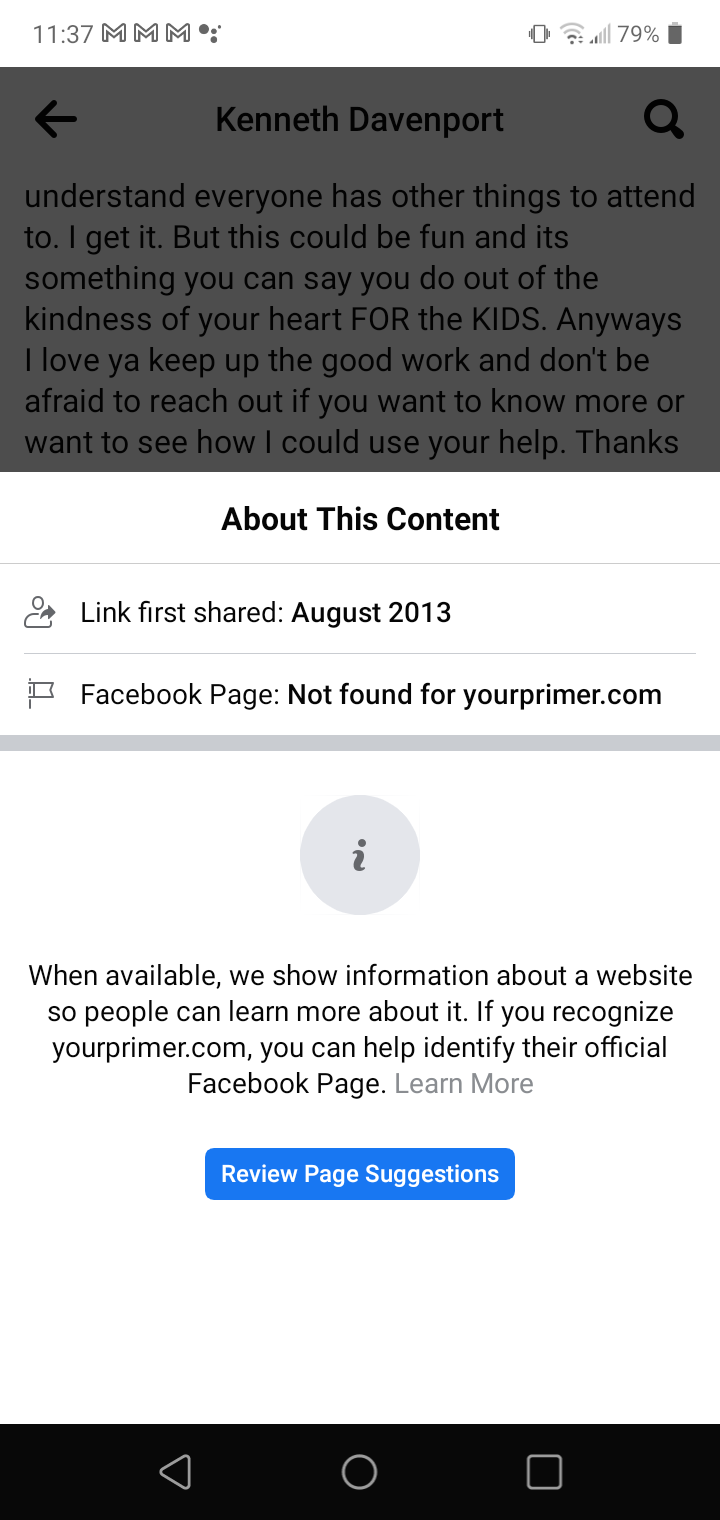 11:37
79%
Kenneth Davenport
understand everyone has other things to attend
to. I get it. But this could be fun and its
something you can say you do out of the
kindness of your heart FOR the KIDS. Anyways
I love ya keep up the good work and don't be
afraid to reach out if you want to know more or
want to see how I could use your help. Thanks
About This Content
Link first shared: August 2013
Facebook Page: Not found for yourprimer.com
When available, we show information about a website
so people can learn more about it. If you recognize
yourprimer.com, you can help identify their official
Facebook Page. Learn More
Review Page Suggestions